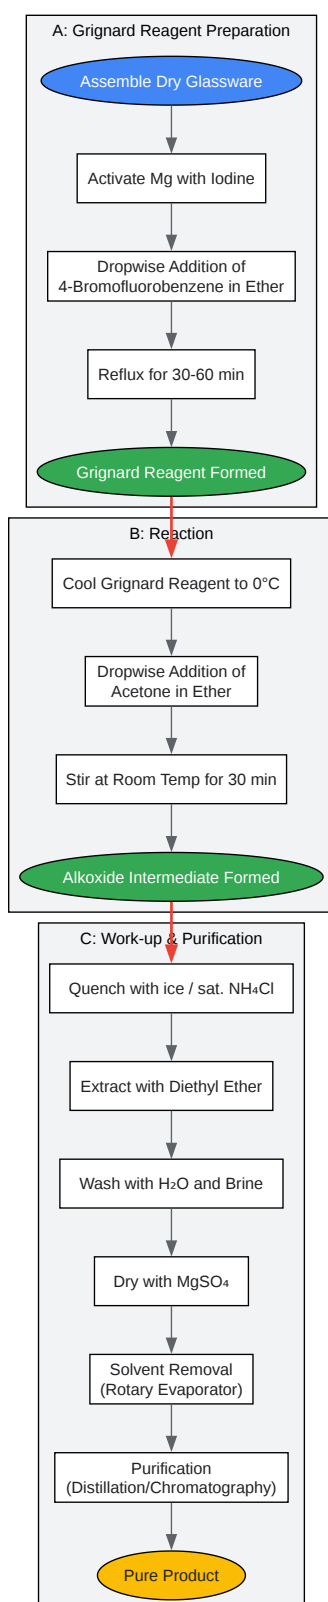 A: Grignard Reagent Preparation
Assemble Dry Glassware
Activate Mg with Iodine
Dropwise Addition of
4-Bromofluorobenzene in Ether
Reflux for 30-60 min
Grignard Reagent Formed
B: Reaction
Cool Grignard Reagent to 0°C
Dropwise Addition of
Acetone in Ether
Stir at Room Temp for 30 min
Alkoxide Intermediate Formed
C: Work-up & Purification
Quench with ice / sat. NH₄Cl
Extract with Diethyl Ether
Wash with H₂O and Brine
Dry with MgSO₄
Solvent Removal
(Rotary Evaporator)
Purification
(Distillation/Chromatography)
Pure Product